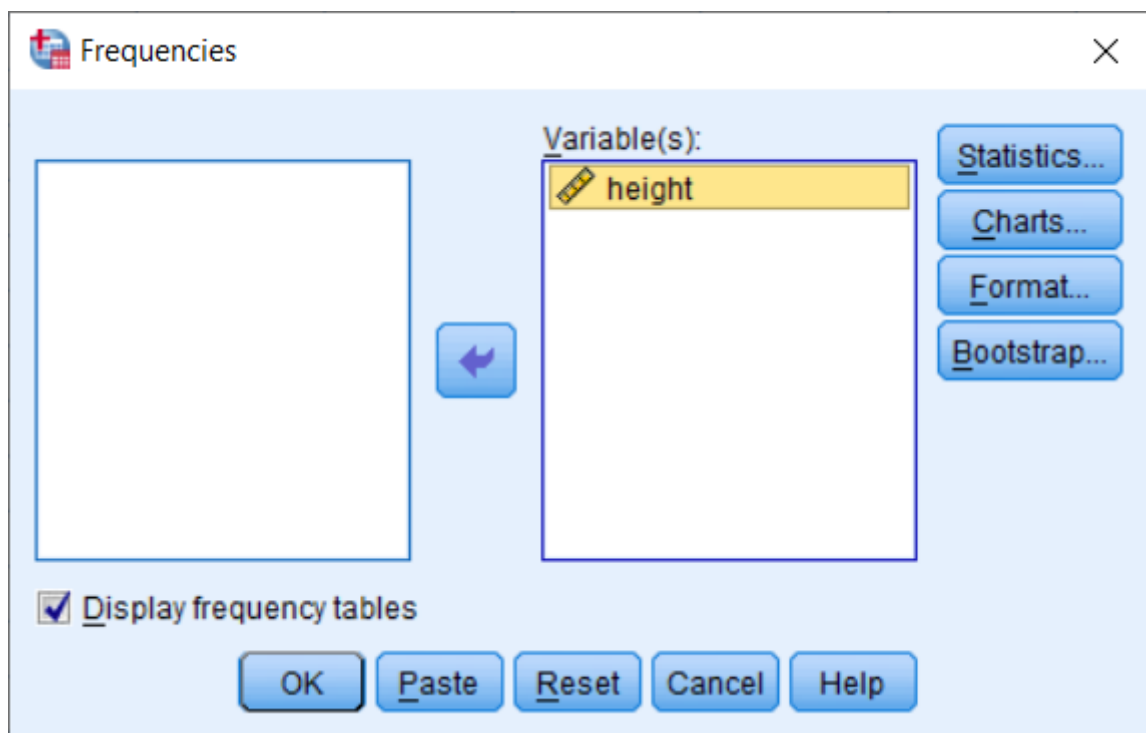 Frequencies
Variable(s):
height
Statistics...
Charts...
Format...
Bootstrap...
Display frequency tables
OK Paste Reset Cancel Help